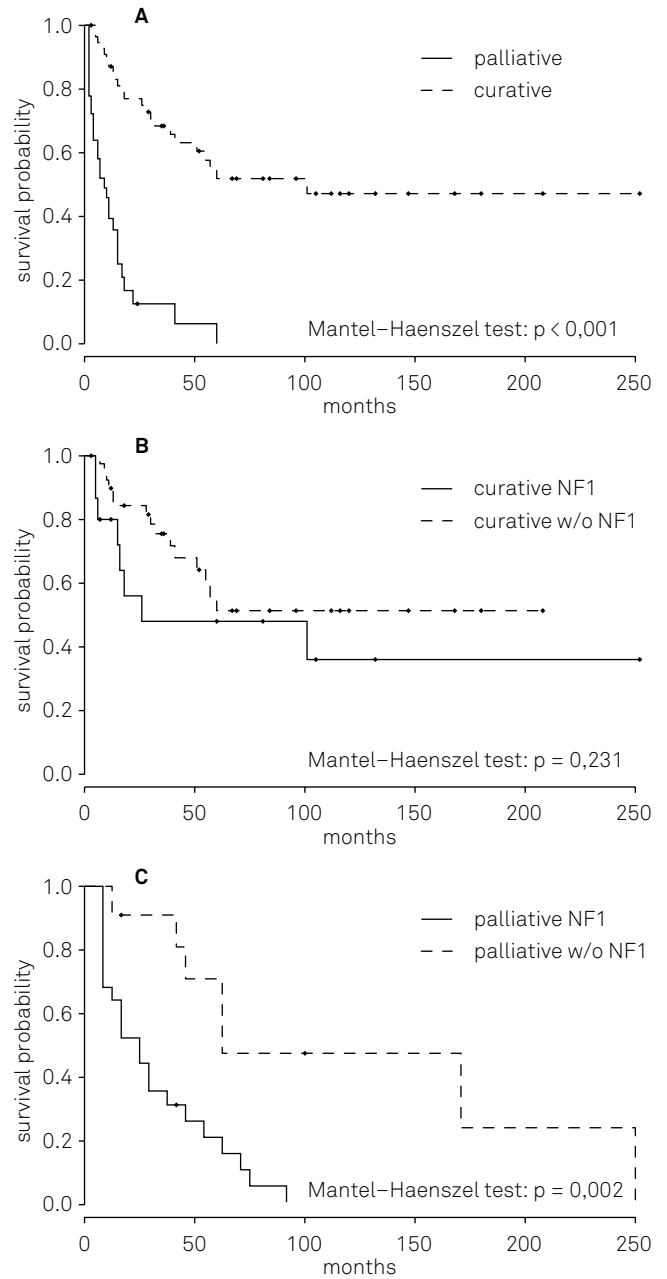 A
1.0
0.8
0.6
0.4
0.2
0.0
survival probability
palliative
curative
Mantel–Haenszel test: p < 0,001
0 50 100 150 200 250
months
B
1.0
0.8
0.6
0.4
0.2
0.0
survival probability
curative NF1
curative w/o NF1
Mantel–Haenszel test: p = 0,231
0 50 100 150 200 250
months
C
1.0
0.8
0.6
0.4
0.2
0.0
survival probability
palliative NF1
palliative w/o NF1
Mantel–Haenszel test: p = 0,002
0 50 100 150 200 250
months